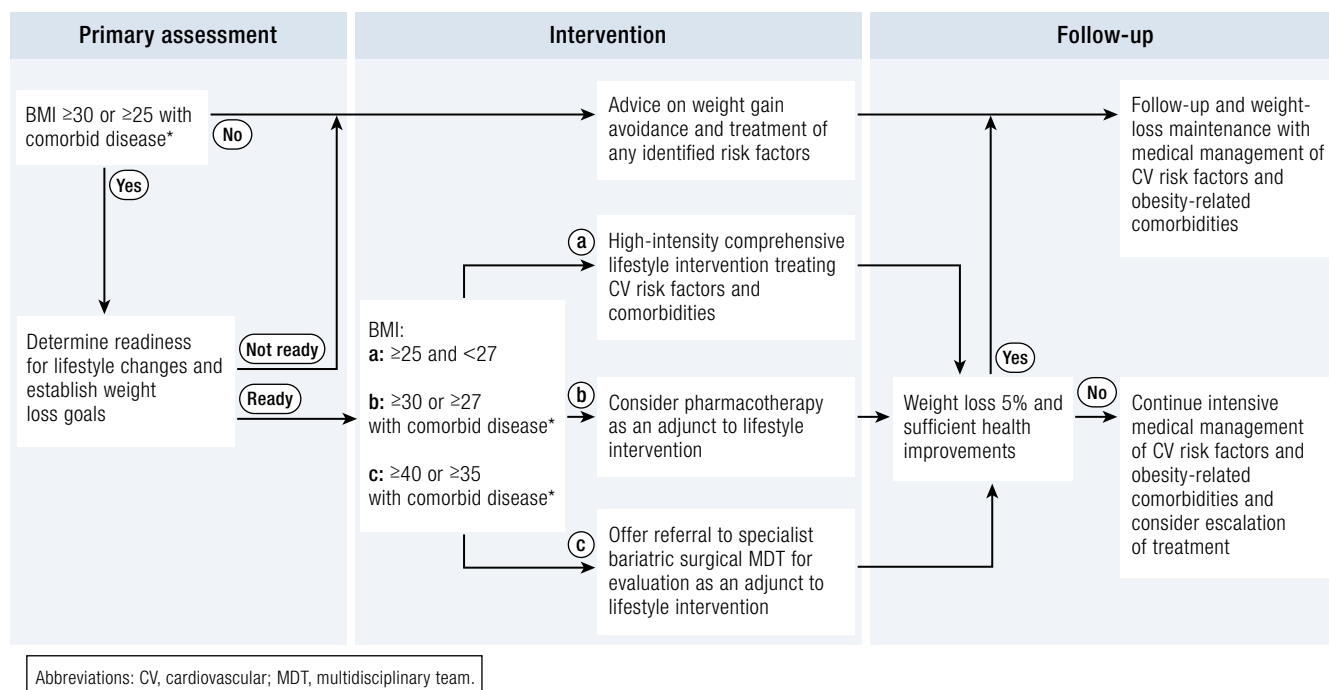 Primary assessment
Intervention
Follow-up
BMI ≥30 or ≥25 with
comorbid disease*
No
Yes
Determine readiness
for lifestyle changes and
establish weight
loss goals
Not ready
Ready
Advice on weight gain
avoidance and treatment of
any identified risk factors
BMI:
a: ≥25 and <27
b: ≥30 or ≥27
with comorbid disease*
c: ≥40 or ≥35
with comorbid disease*
a
High-intensity comprehensive
lifestyle intervention treating
CV risk factors and
comorbidities
b
Consider pharmacotherapy
as an adjunct to lifestyle
intervention
c
Offer referral to specialist
bariatric surgical MDT for
evaluation as an adjunct to
lifestyle intervention
Weight loss 5% and
sufficient health
improvements
Yes
Follow-up and weight-
loss maintenance with
medical management of
CV risk factors and
obesity-related
comorbidities
No
Continue intensive
medical management
of CV risk factors and
obesity-related
comorbidities and
consider escalation
of treatment
Abbreviations: CV, cardiovascular; MDT, multidisciplinary team.